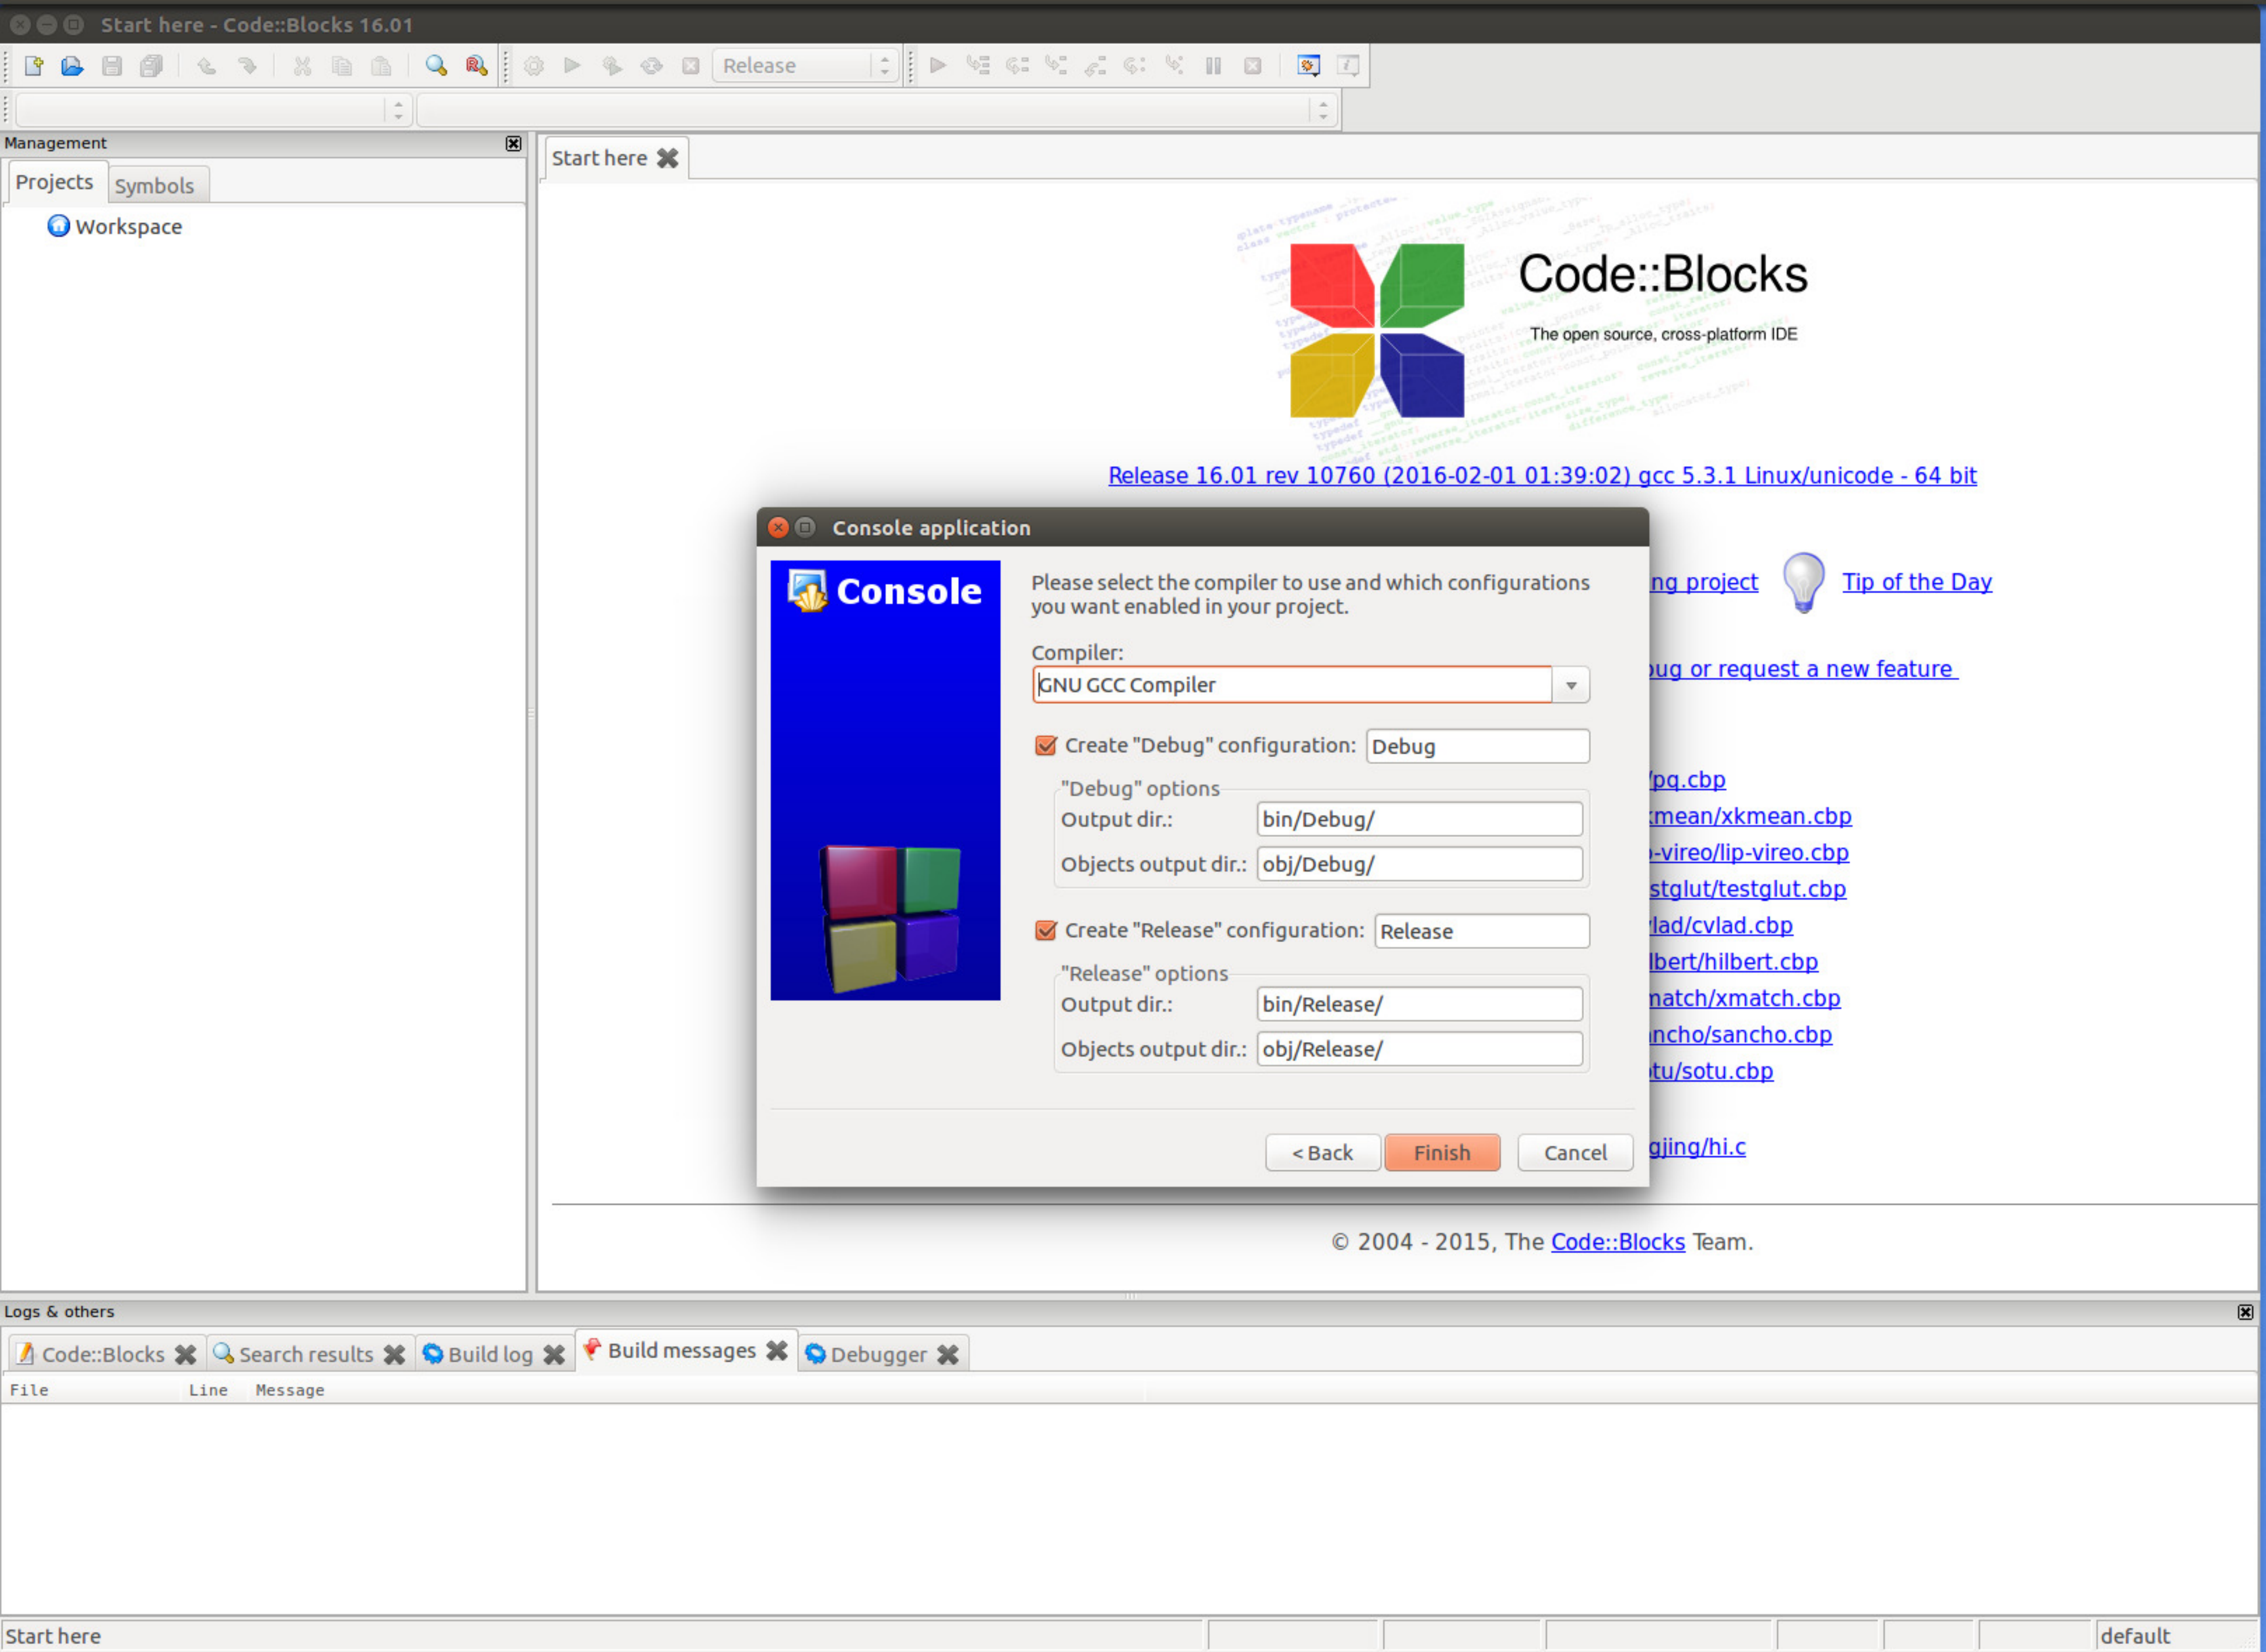 Start here - Code::Blocks 16.01
Release
Management
Projects
Symbols
Workspace
Start here
Code::Blocks
The open source, cross-platform IDE
Release 16.01 rev 10760 (2016-02-01 01:39:02) gcc 5.3.1 Linux/unicode - 64 bit
ng project
Tip of the Day
ug or request a new feature
/pq.cbp
mean/xkmean.cbp
-vireo/lip-vireo.cbp
stglut/testglut.cbp
lad/cvlad.cbp
lbert/hilbert.cbp
natch/xmatch.cbp
ncho/sancho.cbp
tu/sotu.cbp
gjing/hi.c
Console application
Console
Please select the compiler to use and which configurations
you want enabled in your project.
Compiler:
GNU GCC Compiler
Create "Debug" configuration: Debug
"Debug" options
Output dir.: bin/Debug/
Objects output dir.: obj/Debug/
Create "Release" configuration: Release
"Release" options
Output dir.: bin/Release/
Objects output dir.: obj/Release/
< Back
Finish
Cancel
© 2004 - 2015, The Code::Blocks Team.
Logs & others
Code::Blocks
Search results
Build log
Build messages
Debugger
File Line Message
Start here
default